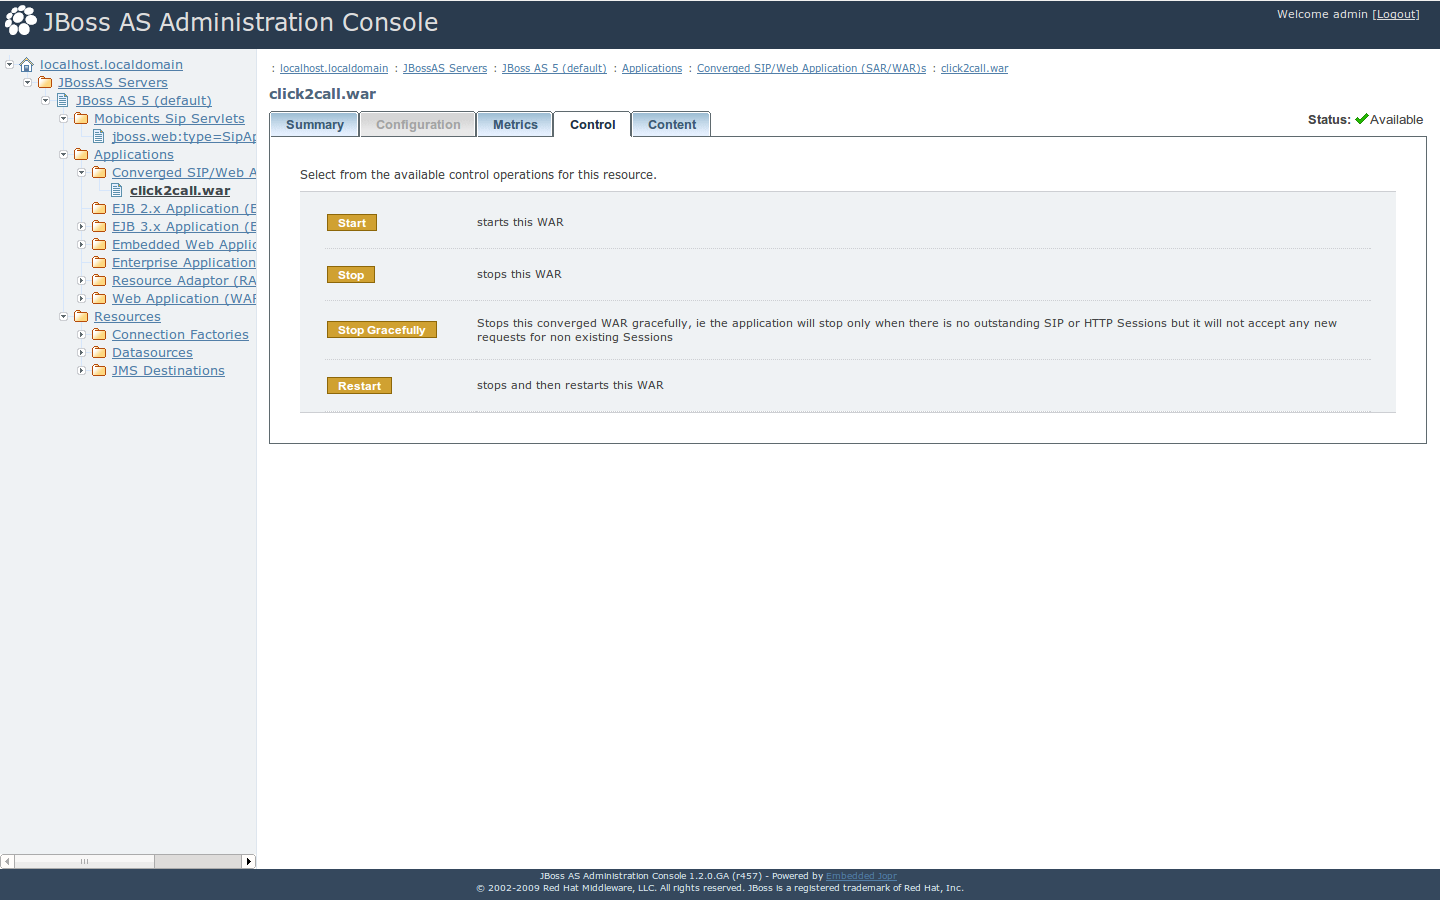 JBoss AS Administration Console
Welcome admin [Logout]
localhost.localdomain
JBossAS Servers
JBoss AS 5 (default)
Mobicents Sip Servlets
jboss.web:type=SipAp
Applications
Converged SIP/Web A
click2call.war
EJB 2.x Application (E
EJB 3.x Application (E
Embedded Web Applic
Enterprise Application
Resource Adaptor (RA
Web Application (WAR
Resources
Connection Factories
Datasources
JMS Destinations
: localhost.localdomain : JBossAS Servers : JBoss AS 5 (default) : Applications : Converged SIP/Web Application (SAR/WAR)s : click2call.war
click2call.war
Summary Configuration Metrics Control Content
Status: Available
Select from the available control operations for this resource.
Start starts this WAR
Stop stops this WAR
Stop Gracefully Stops this converged WAR gracefully, ie the application will stop only when there is no outstanding SIP or HTTP Sessions but it will not accept any new
requests for non existing Sessions
Restart stops and then restarts this WAR
JBoss AS Administration Console 1.2.0.GA (r457) - Powered by Embedded Jopr
© 2002-2009 Red Hat Middleware, LLC. All rights reserved. JBoss is a registered trademark of Red Hat, Inc.